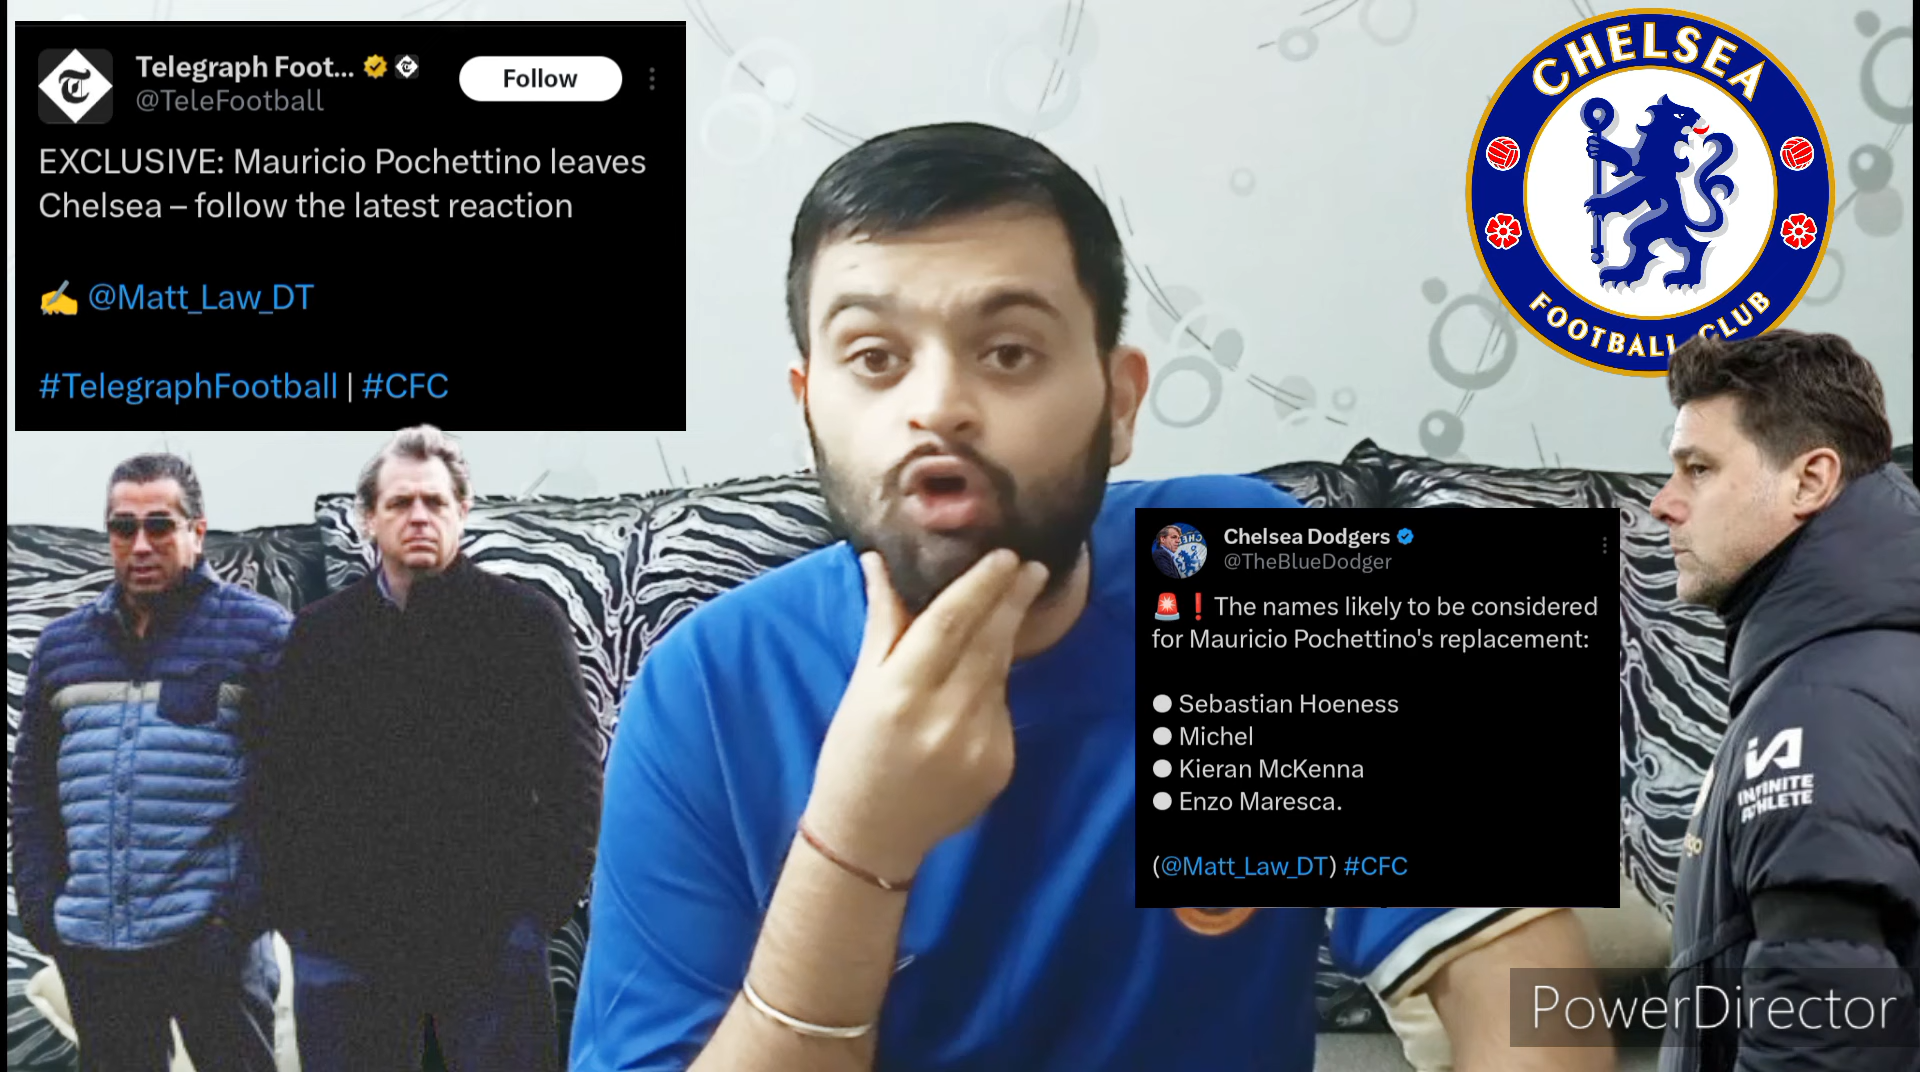 Telegraph Foot...
@TeleFootball
Follow
EXCLUSIVE: Mauricio Pochettino leaves
Chelsea – follow the latest reaction
✍️ @Matt_Law_DT
#TelegraphFootball | #CFC
CHELSEA
FOOTBALL CLUB
Chelsea Dodgers
@TheBlueDodger
🚨❗The names likely to be considered
for Mauricio Pochettino's replacement:
● Sebastian Hoeness
● Michel
● Kieran McKenna
● Enzo Maresca.
(@Matt_Law_DT) #CFC
INFINITE
ATHLETE
PowerDirector